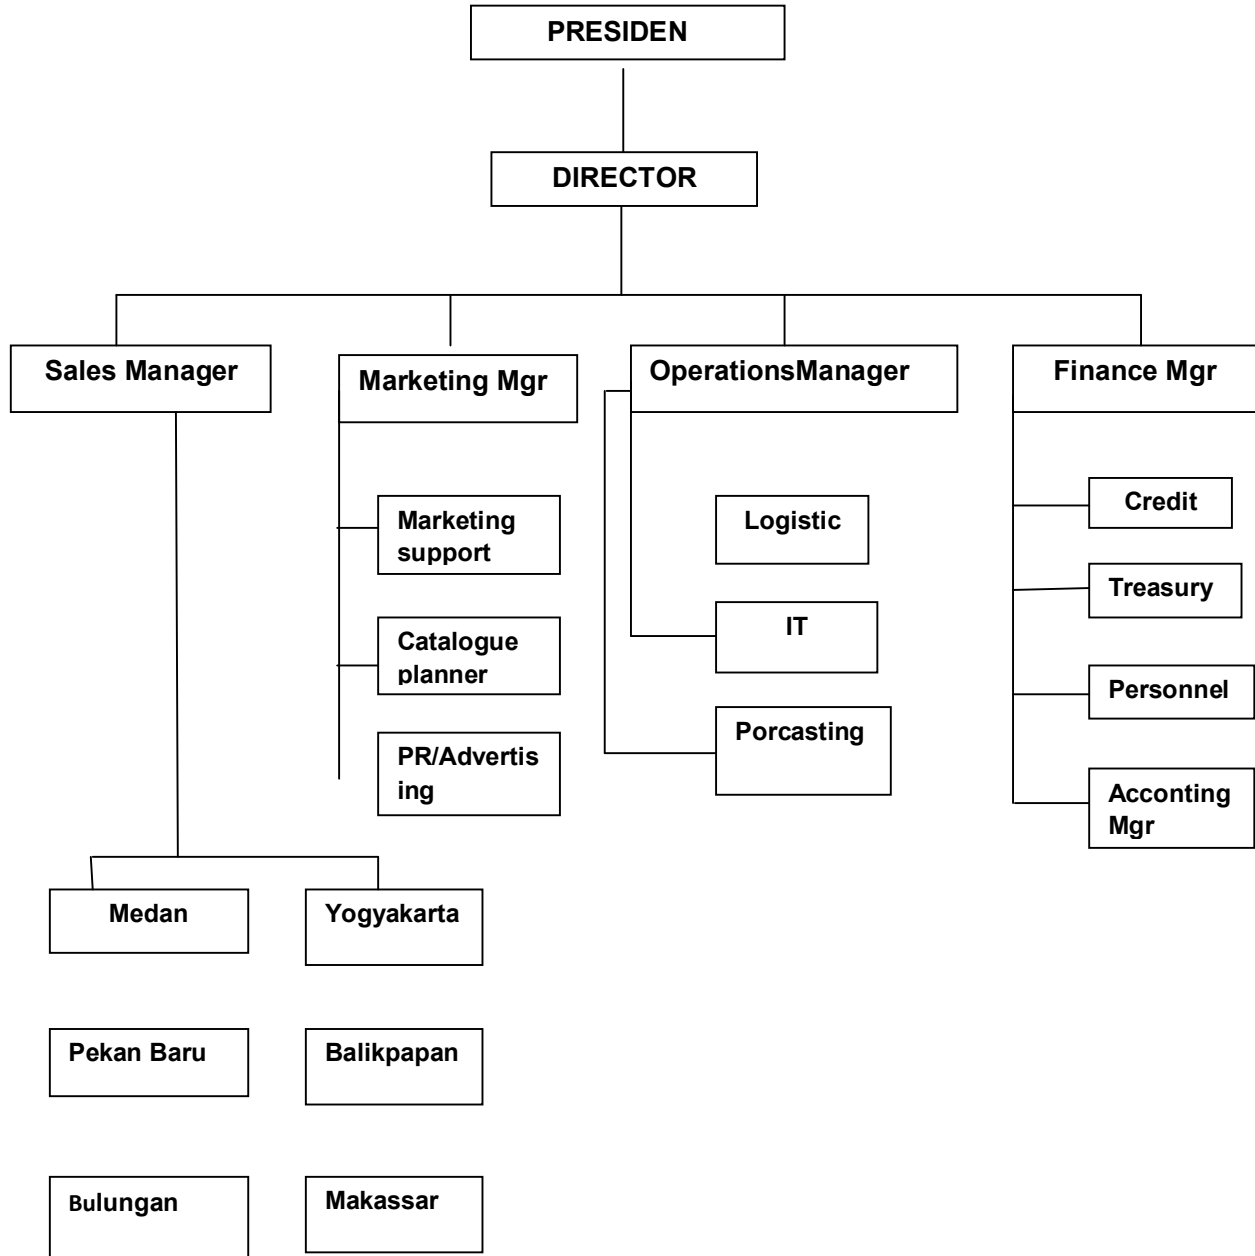 PRESIDEN
DIRECTOR
Sales Manager
Marketing Mgr
OperationsManager
Finance Mgr
Marketing
support
Catalogue
planner
PR/Advertis
ing
Logistic
IT
Porcasting
Credit
Treasury
Personnel
Acconting
Mgr
Medan
Yogyakarta
Pekan Baru
Balikpapan
Bulungan
Makassar